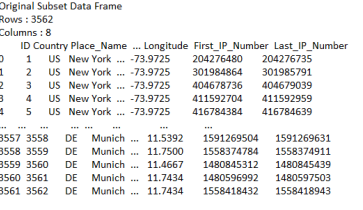 Original Subset Data Frame
Rows : 3562
Columns : 8
ID Country Place_Name ... Longitude First_IP_Number Last_IP_Number
0 1 US New York ... -73.9725 204276480 204276735
1 2 US New York ... -73.9725 301984864 301985791
2 3 US New York ... -73.9725 404678736 404679039
3 4 US New York ... -73.9725 411592704 411592959
4 5 US New York ... -73.9725 416784384 416784639
... ... ... ... ... ... ... ...
3557 3558 DE Munich ... 11.5392 1591269504 1591269631
3558 3559 DE Munich ... 11.7500 1558374784 1558374911
3559 3560 DE Munich ... 11.4667 1480845312 1480845439
3560 3561 DE Munich ... 11.7434 1480596992 1480597503
3561 3562 DE Munich ... 11.7434 1558418432 1558418943